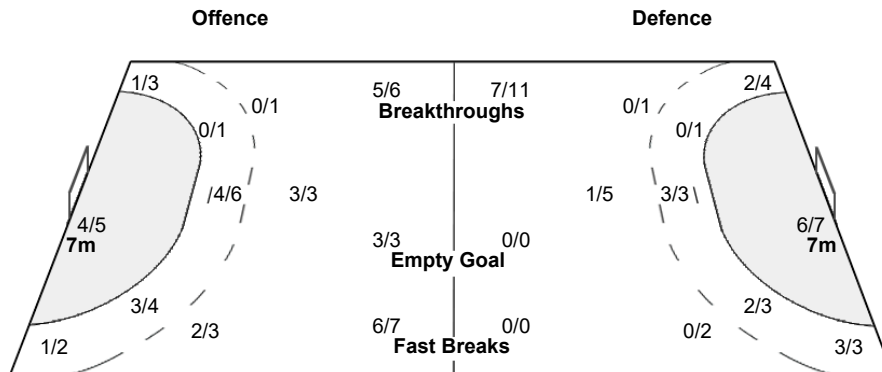 Offence Defence
1/3 5/6 7/11 2/4
Breakthroughs
0/1 0/1
0/1 0/1
4/6 3/3 1/5 3/3
4/5 6/7
7m 7m
3/3 0/0
Empty Goal
3/4 2/3
2/3 6/7 0/0 0/2
1/2 Fast Breaks 3/3